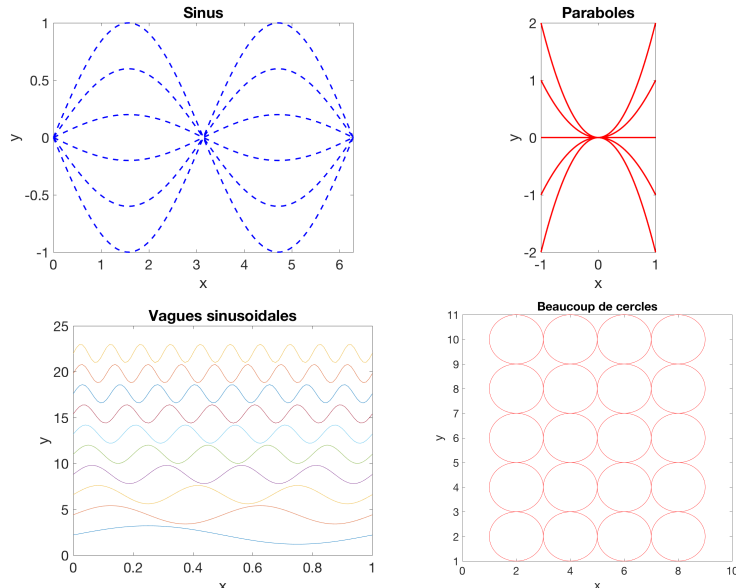 Sinus
1
0.5
0
-0.5
-1
y
0 1 2 3 4 5 6
x
Paraboles
2
1
0
-1
-2
y
-1 0 1
x
Vagues sinusoidales
25
20
15
10
5
0
y
0 0.2 0.4 0.6 0.8 1
x
Beaucoup de cercles
11
10
9
8
7
6
5
4
3
2
1
y
0 2 4 6 8 10
x